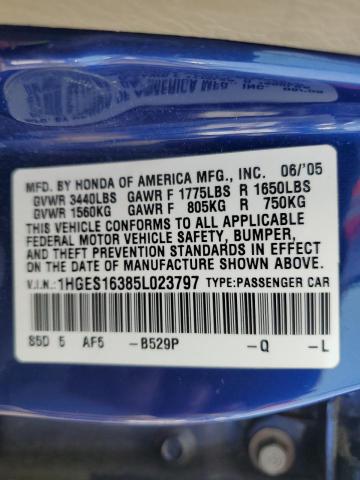 MFD. BY HONDA OF AMERICA MFG., INC. 06/'05
GVWR 3440LBS GAWR F 1775LBS R 1650LBS
GVWR 1560KG GAWR F 805KG R 750KG
THIS VEHICLE CONFORMS TO ALL APPLICABLE
FEDERAL MOTOR VEHICLE SAFETY, BUMPER,
AND THEFT PREVENTION STANDARDS IN EFFECT
ON THE DATE OF MANUFACTURE SHOWN ABOVE.
V.I.N.: 1HGES16385L023797 TYPE:PASSENGER CAR
S5D 5 AF5 -B529P -Q -L